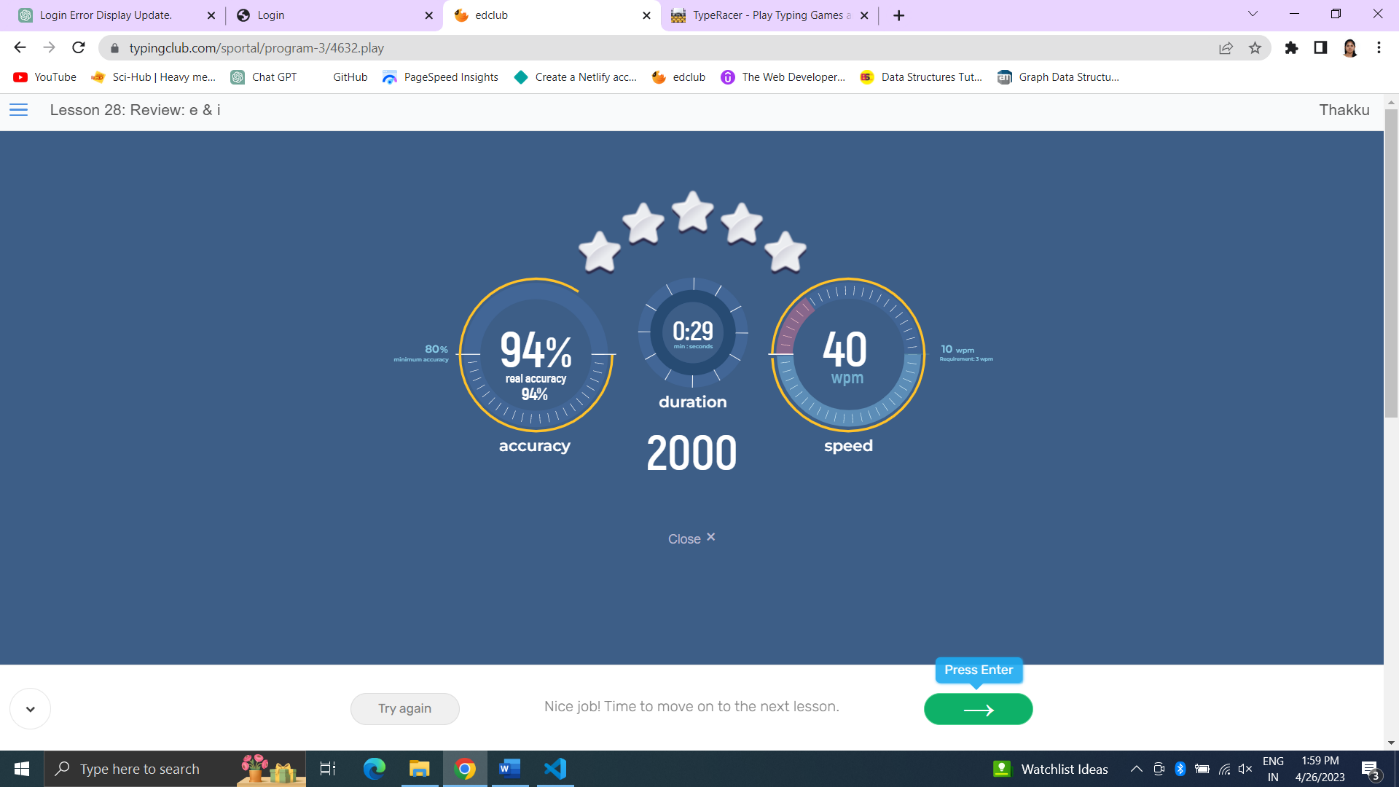 Login Error Display Update.
Login
edclub
TypeRacer - Play Typing Games a
typingclub.com/sportal/program-3/4632.play
YouTube
Sci-Hub | Heavy me...
Chat GPT
GitHub
PageSpeed Insights
Create a Netlify acc...
edclub
The Web Developer...
Data Structures Tut...
Graph Data Structu...
Lesson 28: Review: e & i
Thakku
80%
minimum accuracy
94%
real accuracy
94%
accuracy
0:29
min : seconds
duration
2000
40
wpm
speed
10 wpm
Requirement: 3 wpm
Close ×
Press Enter
Try again
Nice job! Time to move on to the next lesson.
Type here to search
Watchlist Ideas
ENG
IN
1:59 PM
4/26/2023
3